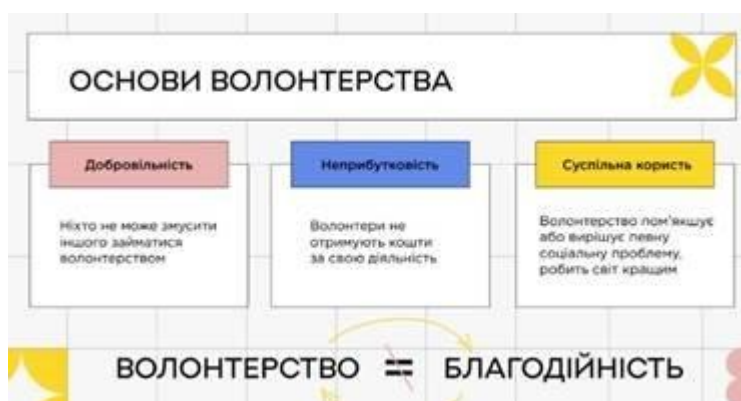 ОСНОВИ ВОЛОНТЕРСТВА
Добровільність
Ніхто не може змусити
іншого займатися
волонтерством
Неприбутковість
Волонтери не
отримують кошти
за свою діяльність
Суспільна користь
Волонтерство пом'якшує
або вирішує певну
соціальну проблему,
робить світ кращим
ВОЛОНТЕРСТВО ≠ БЛАГОДІЙНІСТЬ